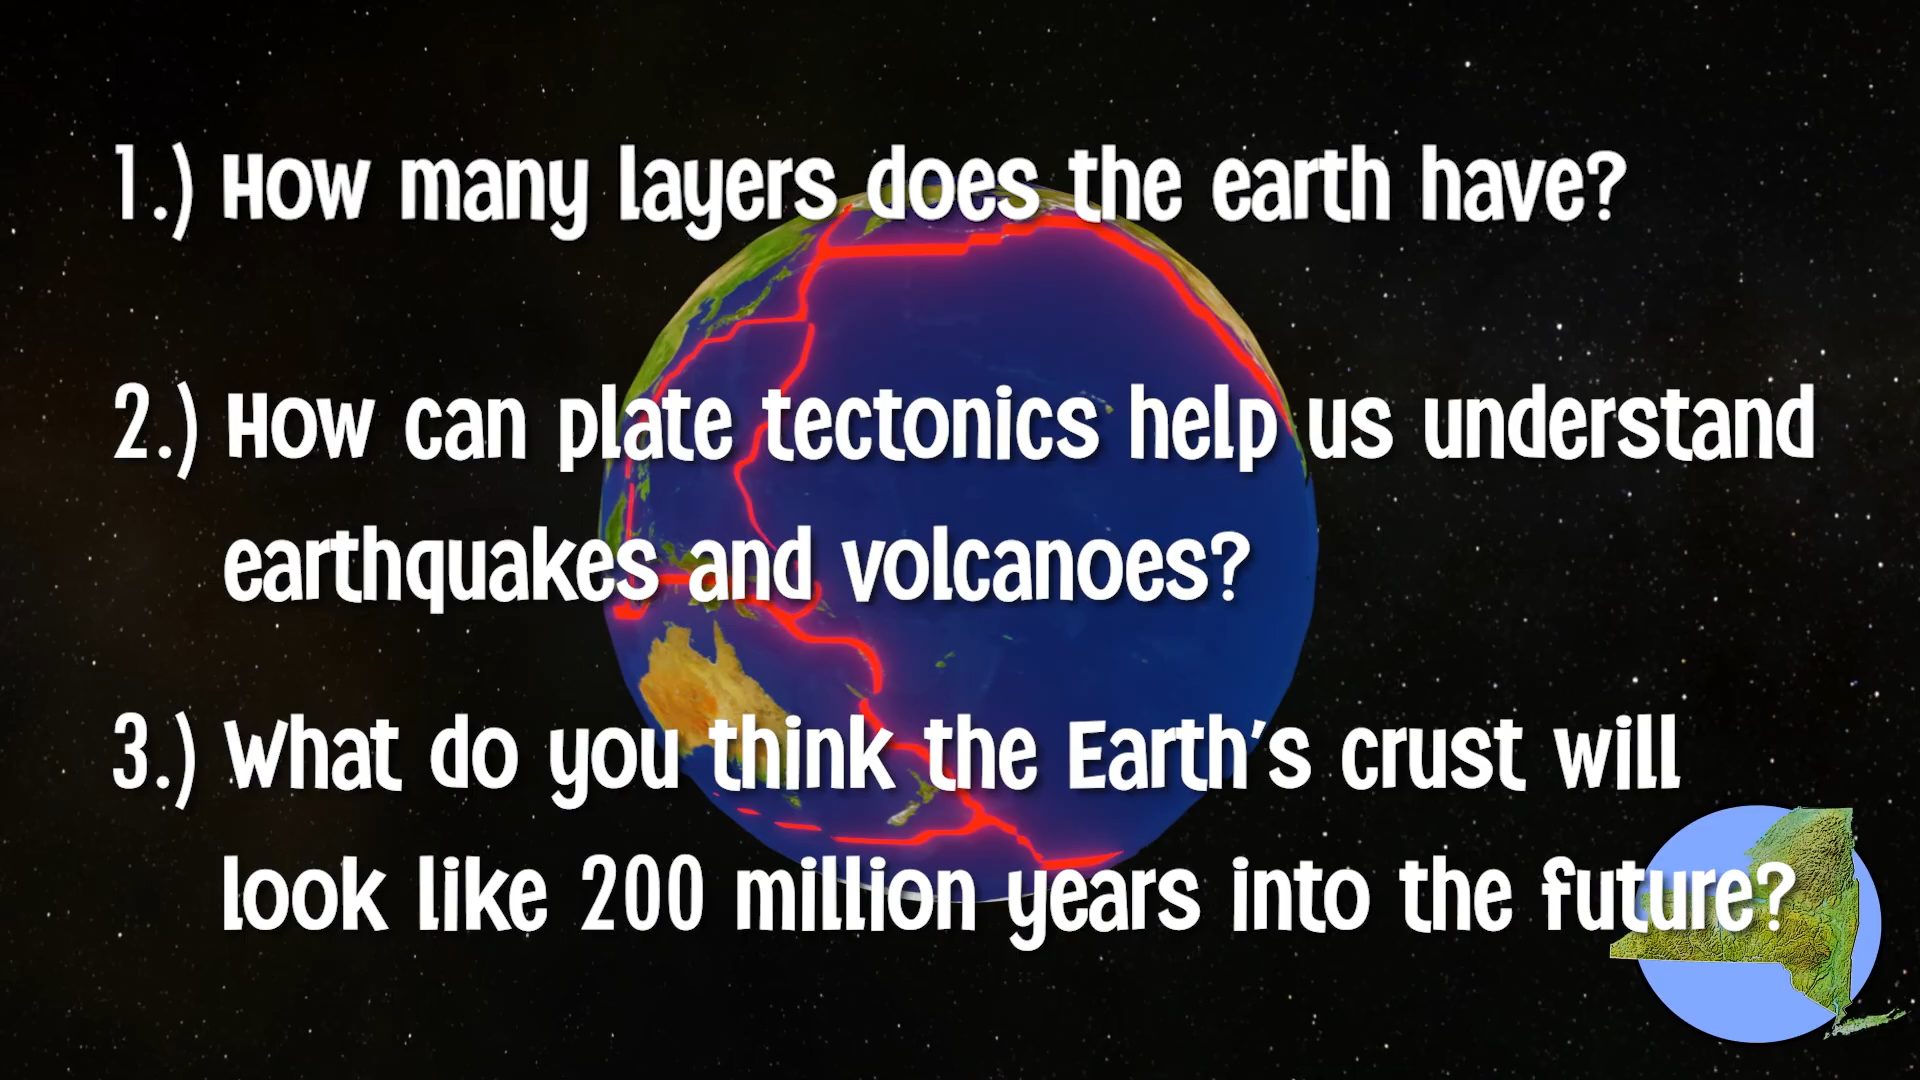 1.) How many layers does the earth have?
2.) How can plate tectonics help us understand
earthquakes and volcanoes?
3.) What do you think the Earth's crust will
look like 200 million years into the future?